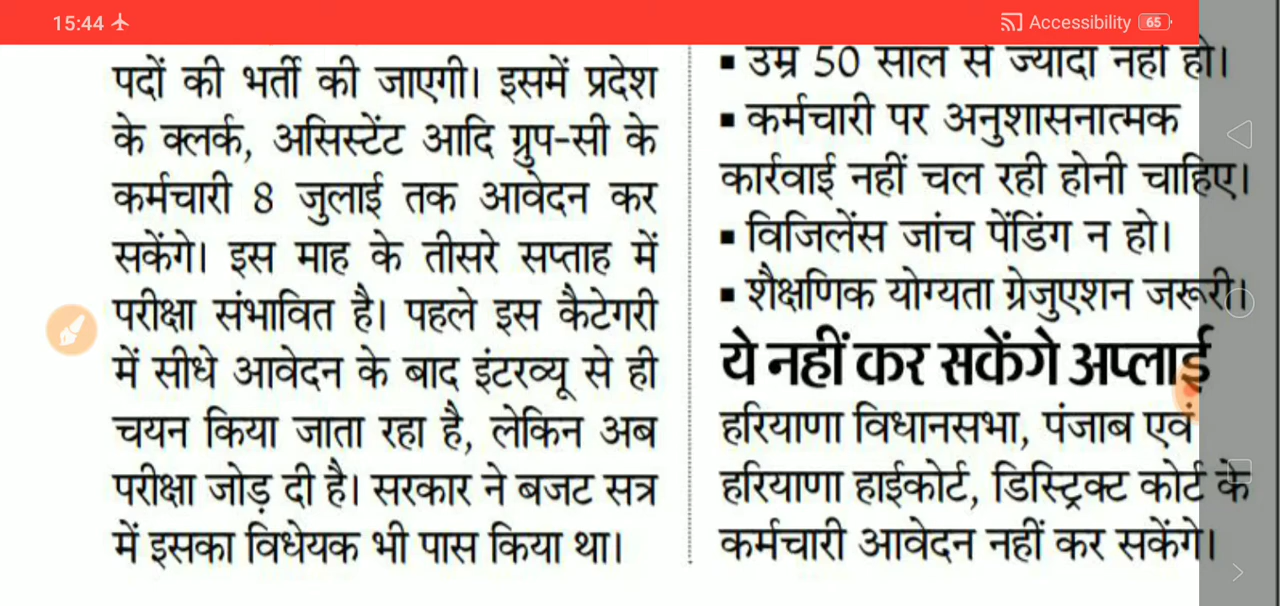 15:44
Accessibility 65
पदों की भर्ती की जाएगी। इसमें प्रदेश
के क्लर्क, असिस्टेंट आदि ग्रुप-सी के
कर्मचारी 8 जुलाई तक आवेदन कर
सकेंगे। इस माह के तीसरे सप्ताह में
परीक्षा संभावित है। पहले इस कैटेगरी
में सीधे आवेदन के बाद इंटरव्यू से ही
चयन किया जाता रहा है, लेकिन अब
परीक्षा जोड़ दी है। सरकार ने बजट सत्र
में इसका विधेयक भी पास किया था।
▪ उम्र 50 साल से ज्यादा नहीं हो।
▪ कर्मचारी पर अनुशासनात्मक
कार्रवाई नहीं चल रही होनी चाहिए।
▪ विजिलेंस जांच पेंडिंग न हो।
▪ शैक्षणिक योग्यता ग्रेजुएशन जरूरी।
ये नहीं कर सकेंगे अप्लाई
हरियाणा विधानसभा, पंजाब एवं
हरियाणा हाईकोर्ट, डिस्ट्रिक्ट कोर्ट के
कर्मचारी आवेदन नहीं कर सकेंगे।